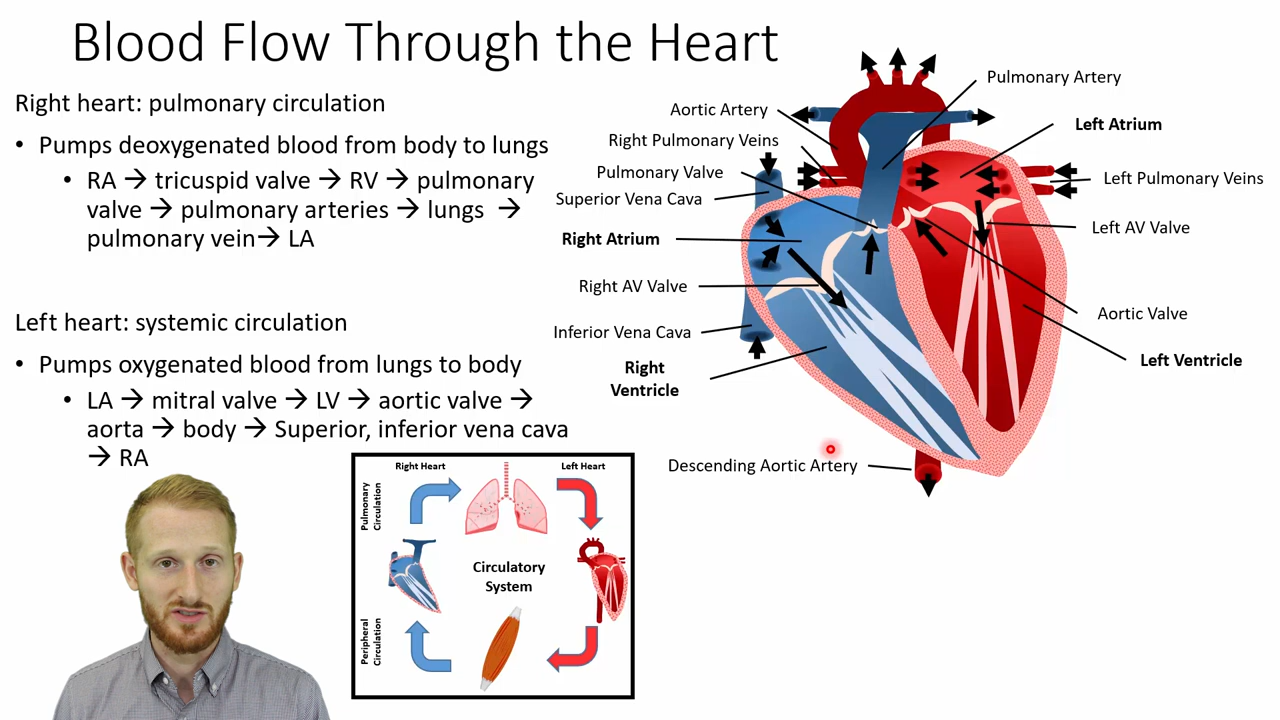 Blood Flow Through the Heart
Right heart: pulmonary circulation
• Pumps deoxygenated blood from body to lungs
• RA → tricuspid valve → RV → pulmonary
valve → pulmonary arteries → lungs →
pulmonary vein→ LA
Left heart: systemic circulation
• Pumps oxygenated blood from lungs to body
• LA → mitral valve → LV → aortic valve →
aorta → body → Superior, inferior vena cava
→ RA
Pulmonary Artery
Aortic Artery
Left Atrium
Right Pulmonary Veins
Pulmonary Valve
Left Pulmonary Veins
Superior Vena Cava
Left AV Valve
Right Atrium
Right AV Valve
Aortic Valve
Inferior Vena Cava
Left Ventricle
Right
Ventricle
Descending Aortic Artery
Right Heart
Left Heart
Pulmonary
Circulation
Circulatory
System
Peripheral
Circulation